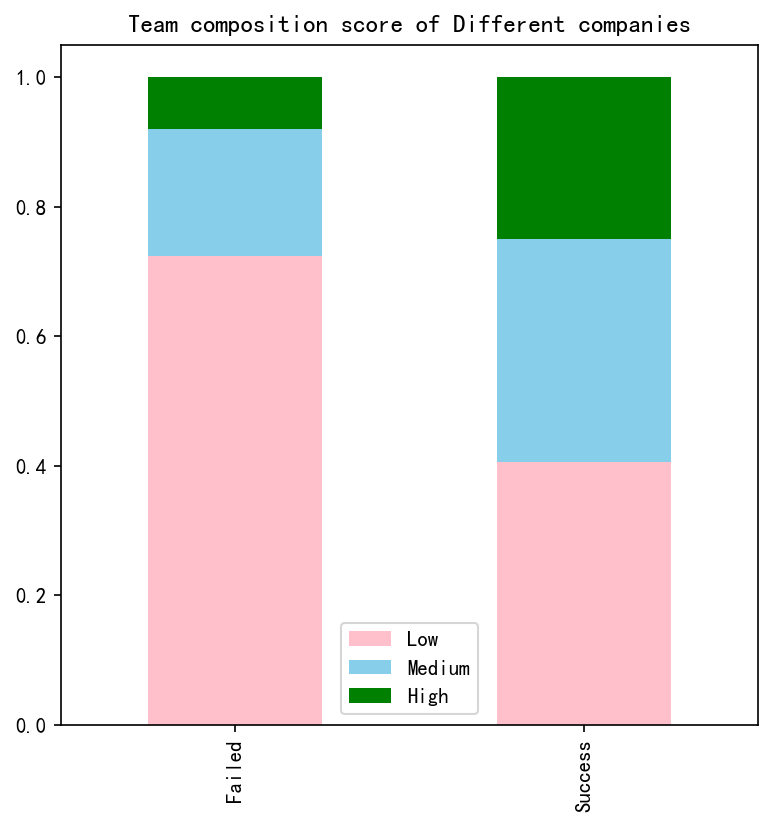 Team composition score of Different companies
1.0
0.8
0.6
0.4
0.2
0.0
Low
Medium
High
Failed
Success